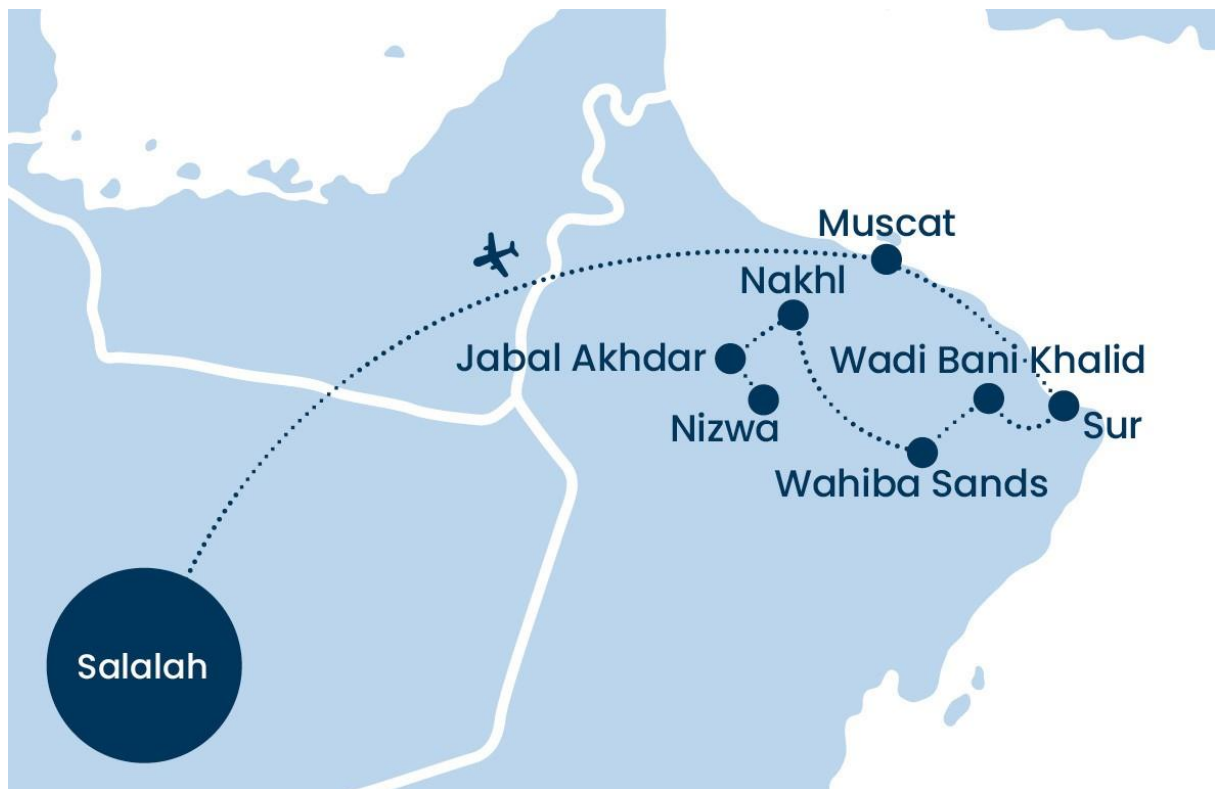 Muscat
Nakhl
Jabal Akhdar
Wadi Bani Khalid
Nizwa
Sur
Wahiba Sands
Salalah